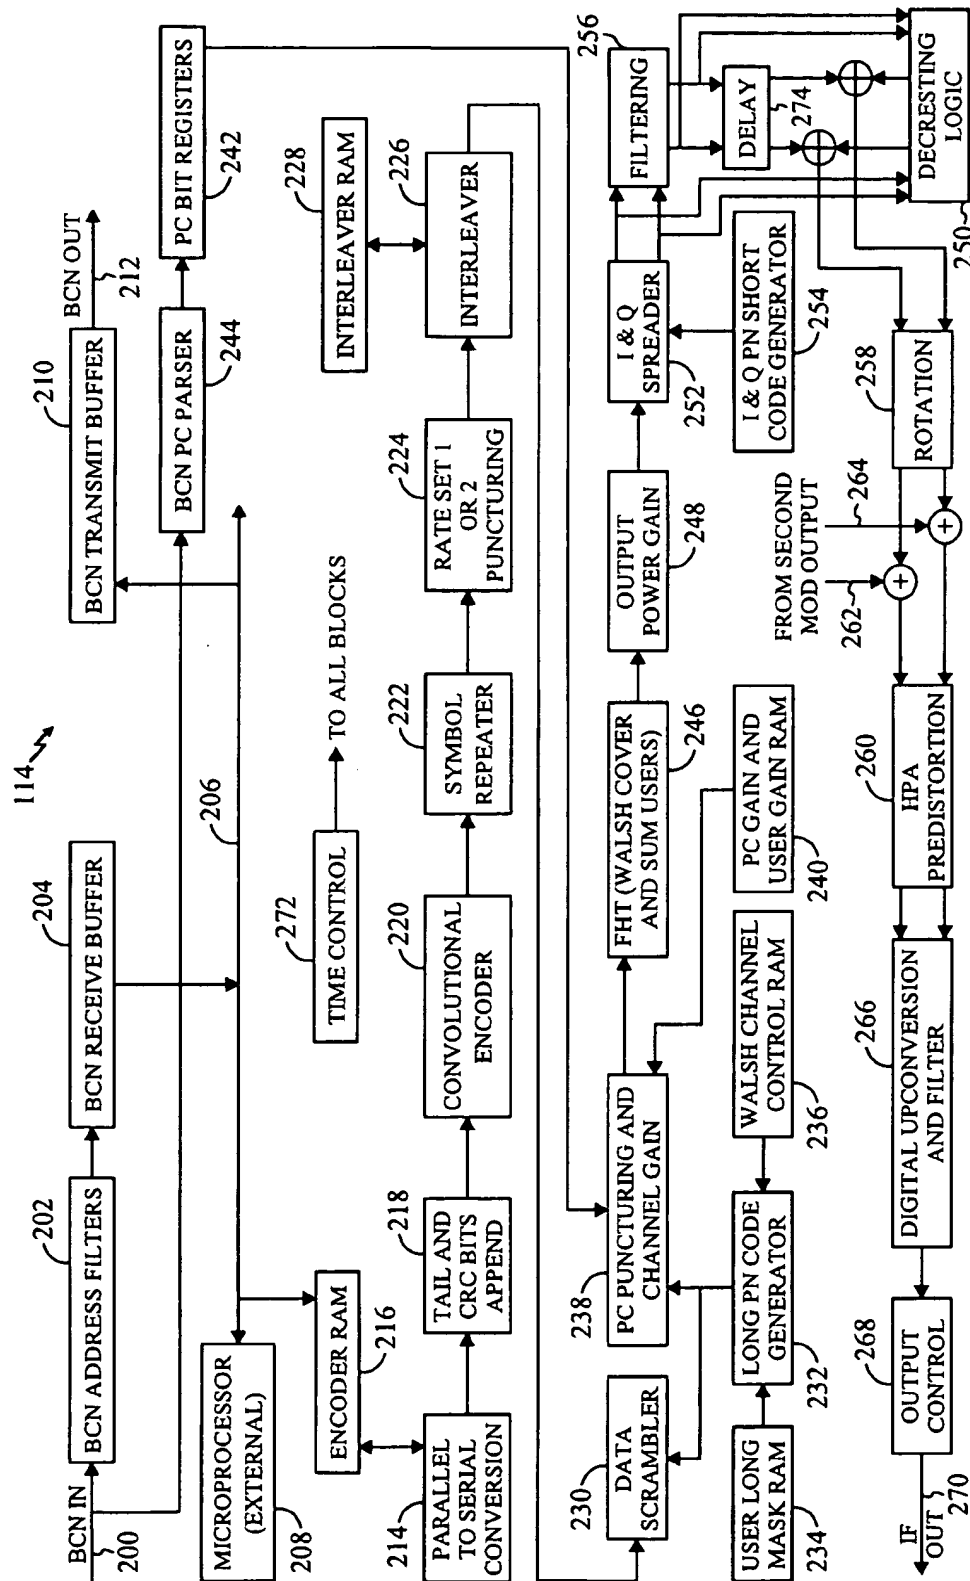 114
BCN IN
200
BCN ADDRESS FILTERS
202
BCN RECEIVE BUFFER
204
BCN TRANSMIT BUFFER
210
BCN OUT
212
BCN PC PARSER
244
PC BIT REGISTERS
242
206
MICROPROCESSOR
(EXTERNAL)
208
TIME CONTROL
272
TO ALL BLOCKS
ENCODER RAM
216
INTERLEAVER RAM
228
PARALLEL
TO SERIAL
CONVERSION
214
TAIL AND
CRC BITS
APPEND
218
CONVOLUTIONAL
ENCODER
220
SYMBOL
REPEATER
222
RATE SET 1
OR 2
PUNCTURING
224
INTERLEAVER
226
DATA
SCRAMBLER
230
PC PUNCTURING AND
CHANNEL GAIN
238
FHT (WALSH COVER
AND SUM USERS)
246
OUTPUT
POWER GAIN
248
I & Q
SPREADER
252
FILTERING
256
DELAY
274
DECRESTING
LOGIC
250
USER LONG
MASK RAM
234
LONG PN CODE
GENERATOR
232
WALSH CHANNEL
CONTROL RAM
236
PC GAIN AND
USER GAIN RAM
240
I & Q PN SHORT
CODE GENERATOR
254
FROM SECOND
MOD OUTPUT
262
264
IF
OUT
270
OUTPUT
CONTROL
268
DIGITAL UPCONVERSION
AND FILTER
266
HPA
PREDISTORTION
260
ROTATION
258